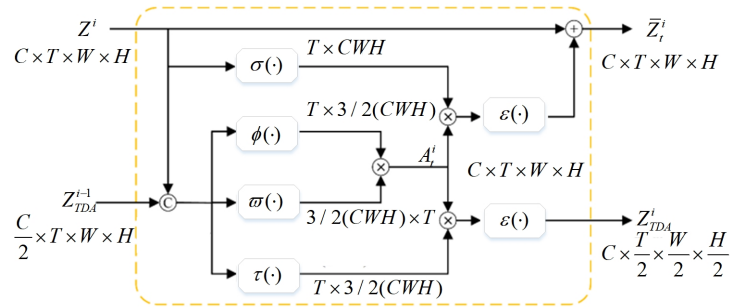 Z^i
C×T×W×H
σ(·)
T×CWH
T×3/2(CWH)
ϕ(·)
ε(·)
Z̄_t^i
C×T×W×H
A_t^i
C×T×W×H
Z_{TDA}^{i-1}
C
C/2×T×W×H
ϖ(·)
3/2(CWH)×T
ε(·)
Z_{TDA}^i
C×T/2×W/2×H/2
τ(·)
T×3/2(CWH)